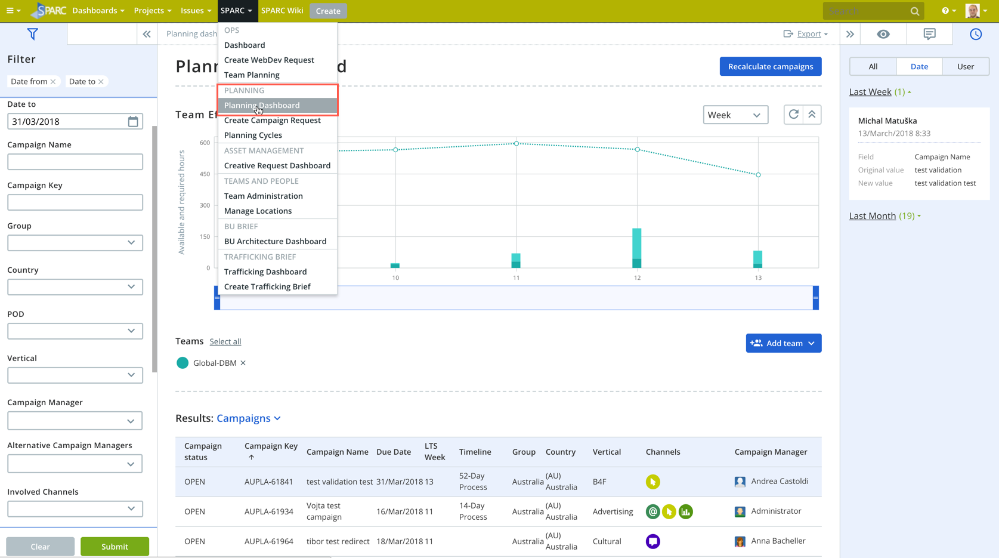 SPARC Dashboards Projects Issues SPARC SPARC Wiki Create Search
Planning dash
Export
OPS
Dashboard
Create WebDev Request
Team Planning
PLANNING
Planning Dashboard
Create Campaign Request
Planning Cycles
ASSET MANAGEMENT
Creative Request Dashboard
TEAMS AND PEOPLE
Team Administration
Manage Locations
BU BRIEF
BU Architecture Dashboard
TRAFFICKING BRIEF
Trafficking Dashboard
Create Trafficking Brief
Filter
Date from
Date to
Date to
31/03/2018
Campaign Name
Campaign Key
Group
Country
POD
Vertical
Campaign Manager
Alternative Campaign Managers
Involved Channels
Clear
Submit
Recalculate campaigns
Week
Available and required hours
600
450
300
150
0
10 11 12 13
Teams Select all
Add team
Global-DBM
Results: Campaigns
Campaign status Campaign Key Campaign Name Due Date LTS Week Timeline Group Country Vertical Channels Campaign Manager
OPEN AUPLA-61841 test validation test 31/Mar/2018 13 52-Day Process Australia (AU) Australia B4F Andrea Castoldi
OPEN AUPLA-61934 Vojta test campaign 16/Mar/2018 11 14-Day Process Australia (AU) Australia Advertising @ Administrator
OPEN AUPLA-61964 tibor test redirect 18/Mar/2018 11 Australia (AU) Australia Cultural Anna Bacheller
All Date User
Last Week (1)
Michal Matuška
13/March/2018 8:33
Field Campaign Name
Original value test validation
New value test validation test
Last Month (19)